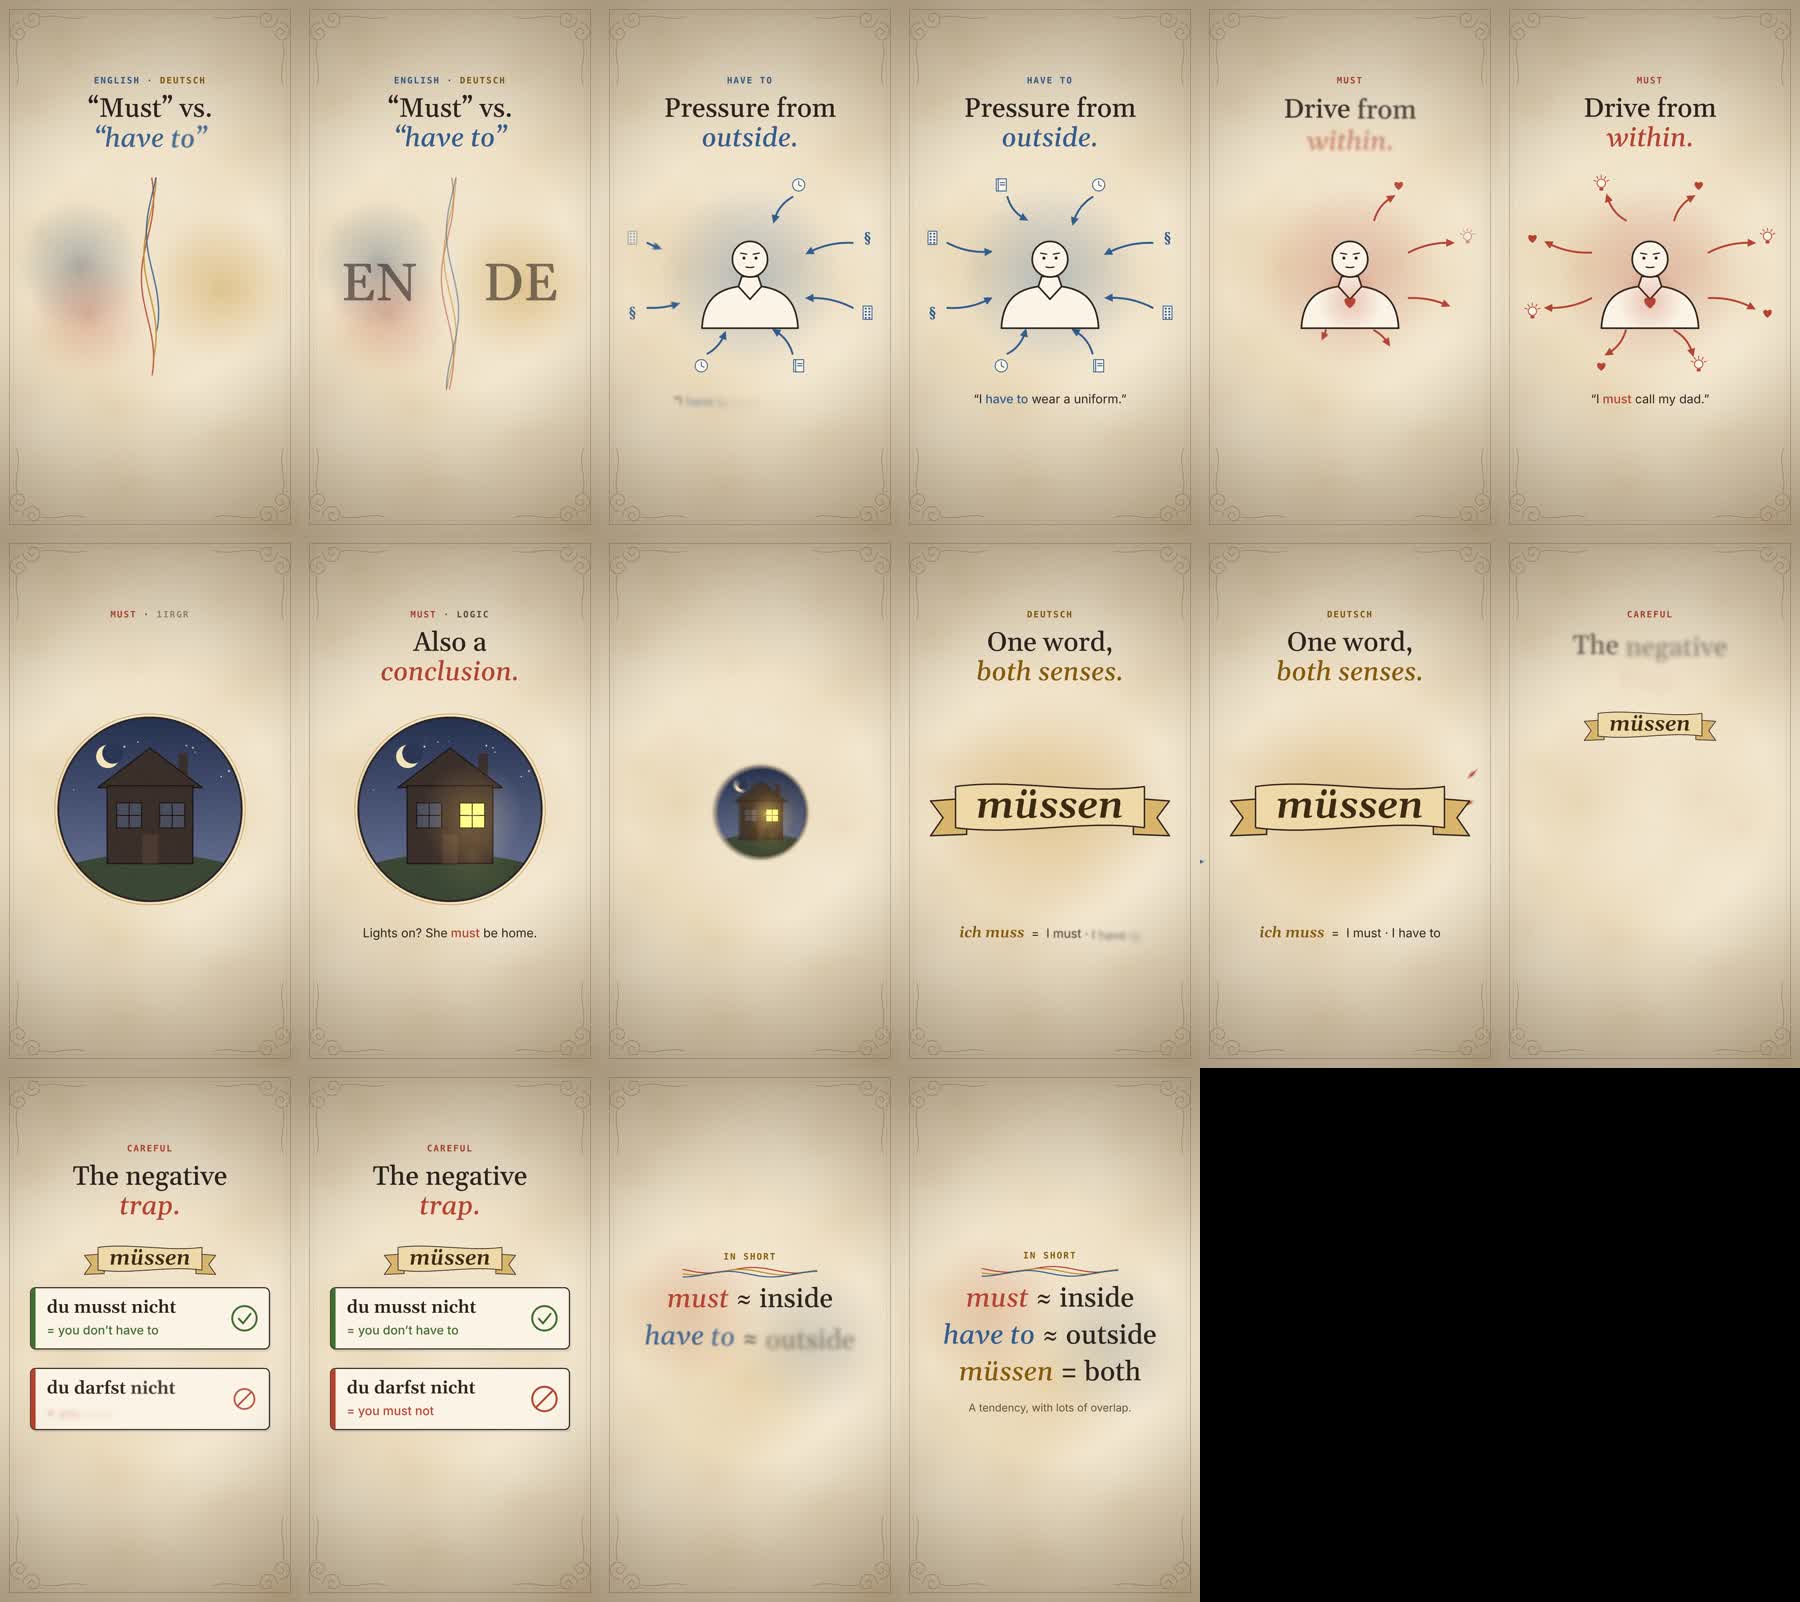 ENGLISH · DEUTSCH
“Must” vs.
“have to”
ENGLISH · DEUTSCH
“Must” vs.
“have to”
EN DE
HAVE TO
Pressure from
outside.
§
§
“I have
HAVE TO
Pressure from
outside.
§
§
“I have to wear a uniform.”
MUST
Drive from
within.
MUST
Drive from
within.
“I must call my dad.”
MUST · 1IRGR
MUST · LOGIC
Also a
conclusion.
Lights on? She must be home.
DEUTSCH
One word,
both senses.
müssen
ich muss = I must · I have
DEUTSCH
One word,
both senses.
müssen
ich muss = I must · I have to
CAREFUL
The negative
müssen
CAREFUL
The negative
trap.
müssen
du musst nicht
= you don’t have to
du darfst nicht
CAREFUL
The negative
trap.
müssen
du musst nicht
= you don’t have to
du darfst nicht
= you must not
IN SHORT
must ≈ inside
have to ≈ outside
IN SHORT
must ≈ inside
have to ≈ outside
müssen = both
A tendency, with lots of overlap.